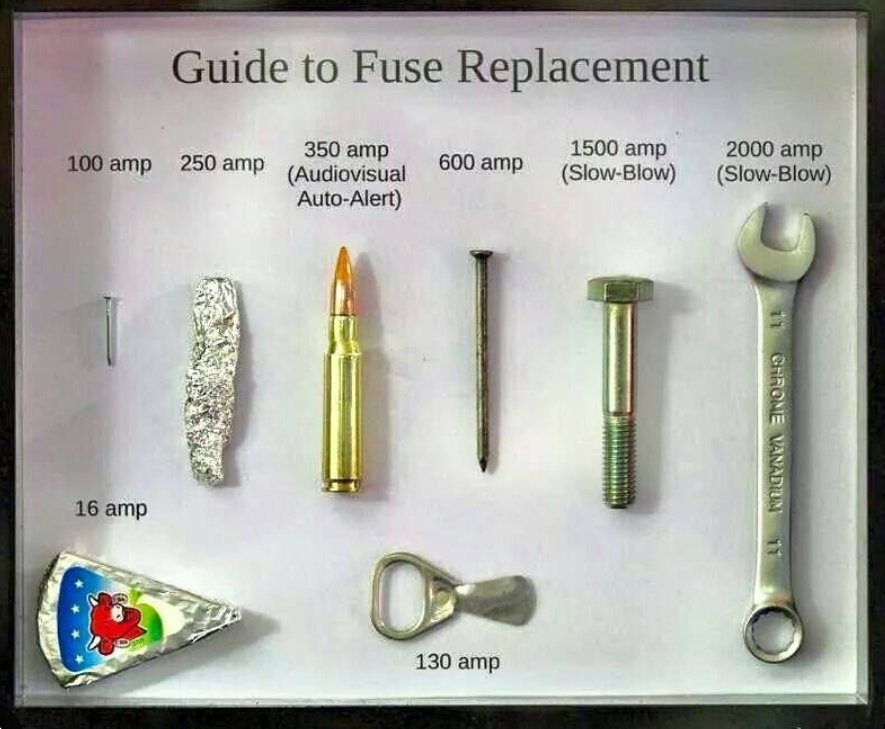 Guide to Fuse Replacement
100 amp
250 amp
350 amp
(Audiovisual
Auto-Alert)
600 amp
1500 amp
(Slow-Blow)
2000 amp
(Slow-Blow)
11 CHROME VANADIUM 11
16 amp
130 amp